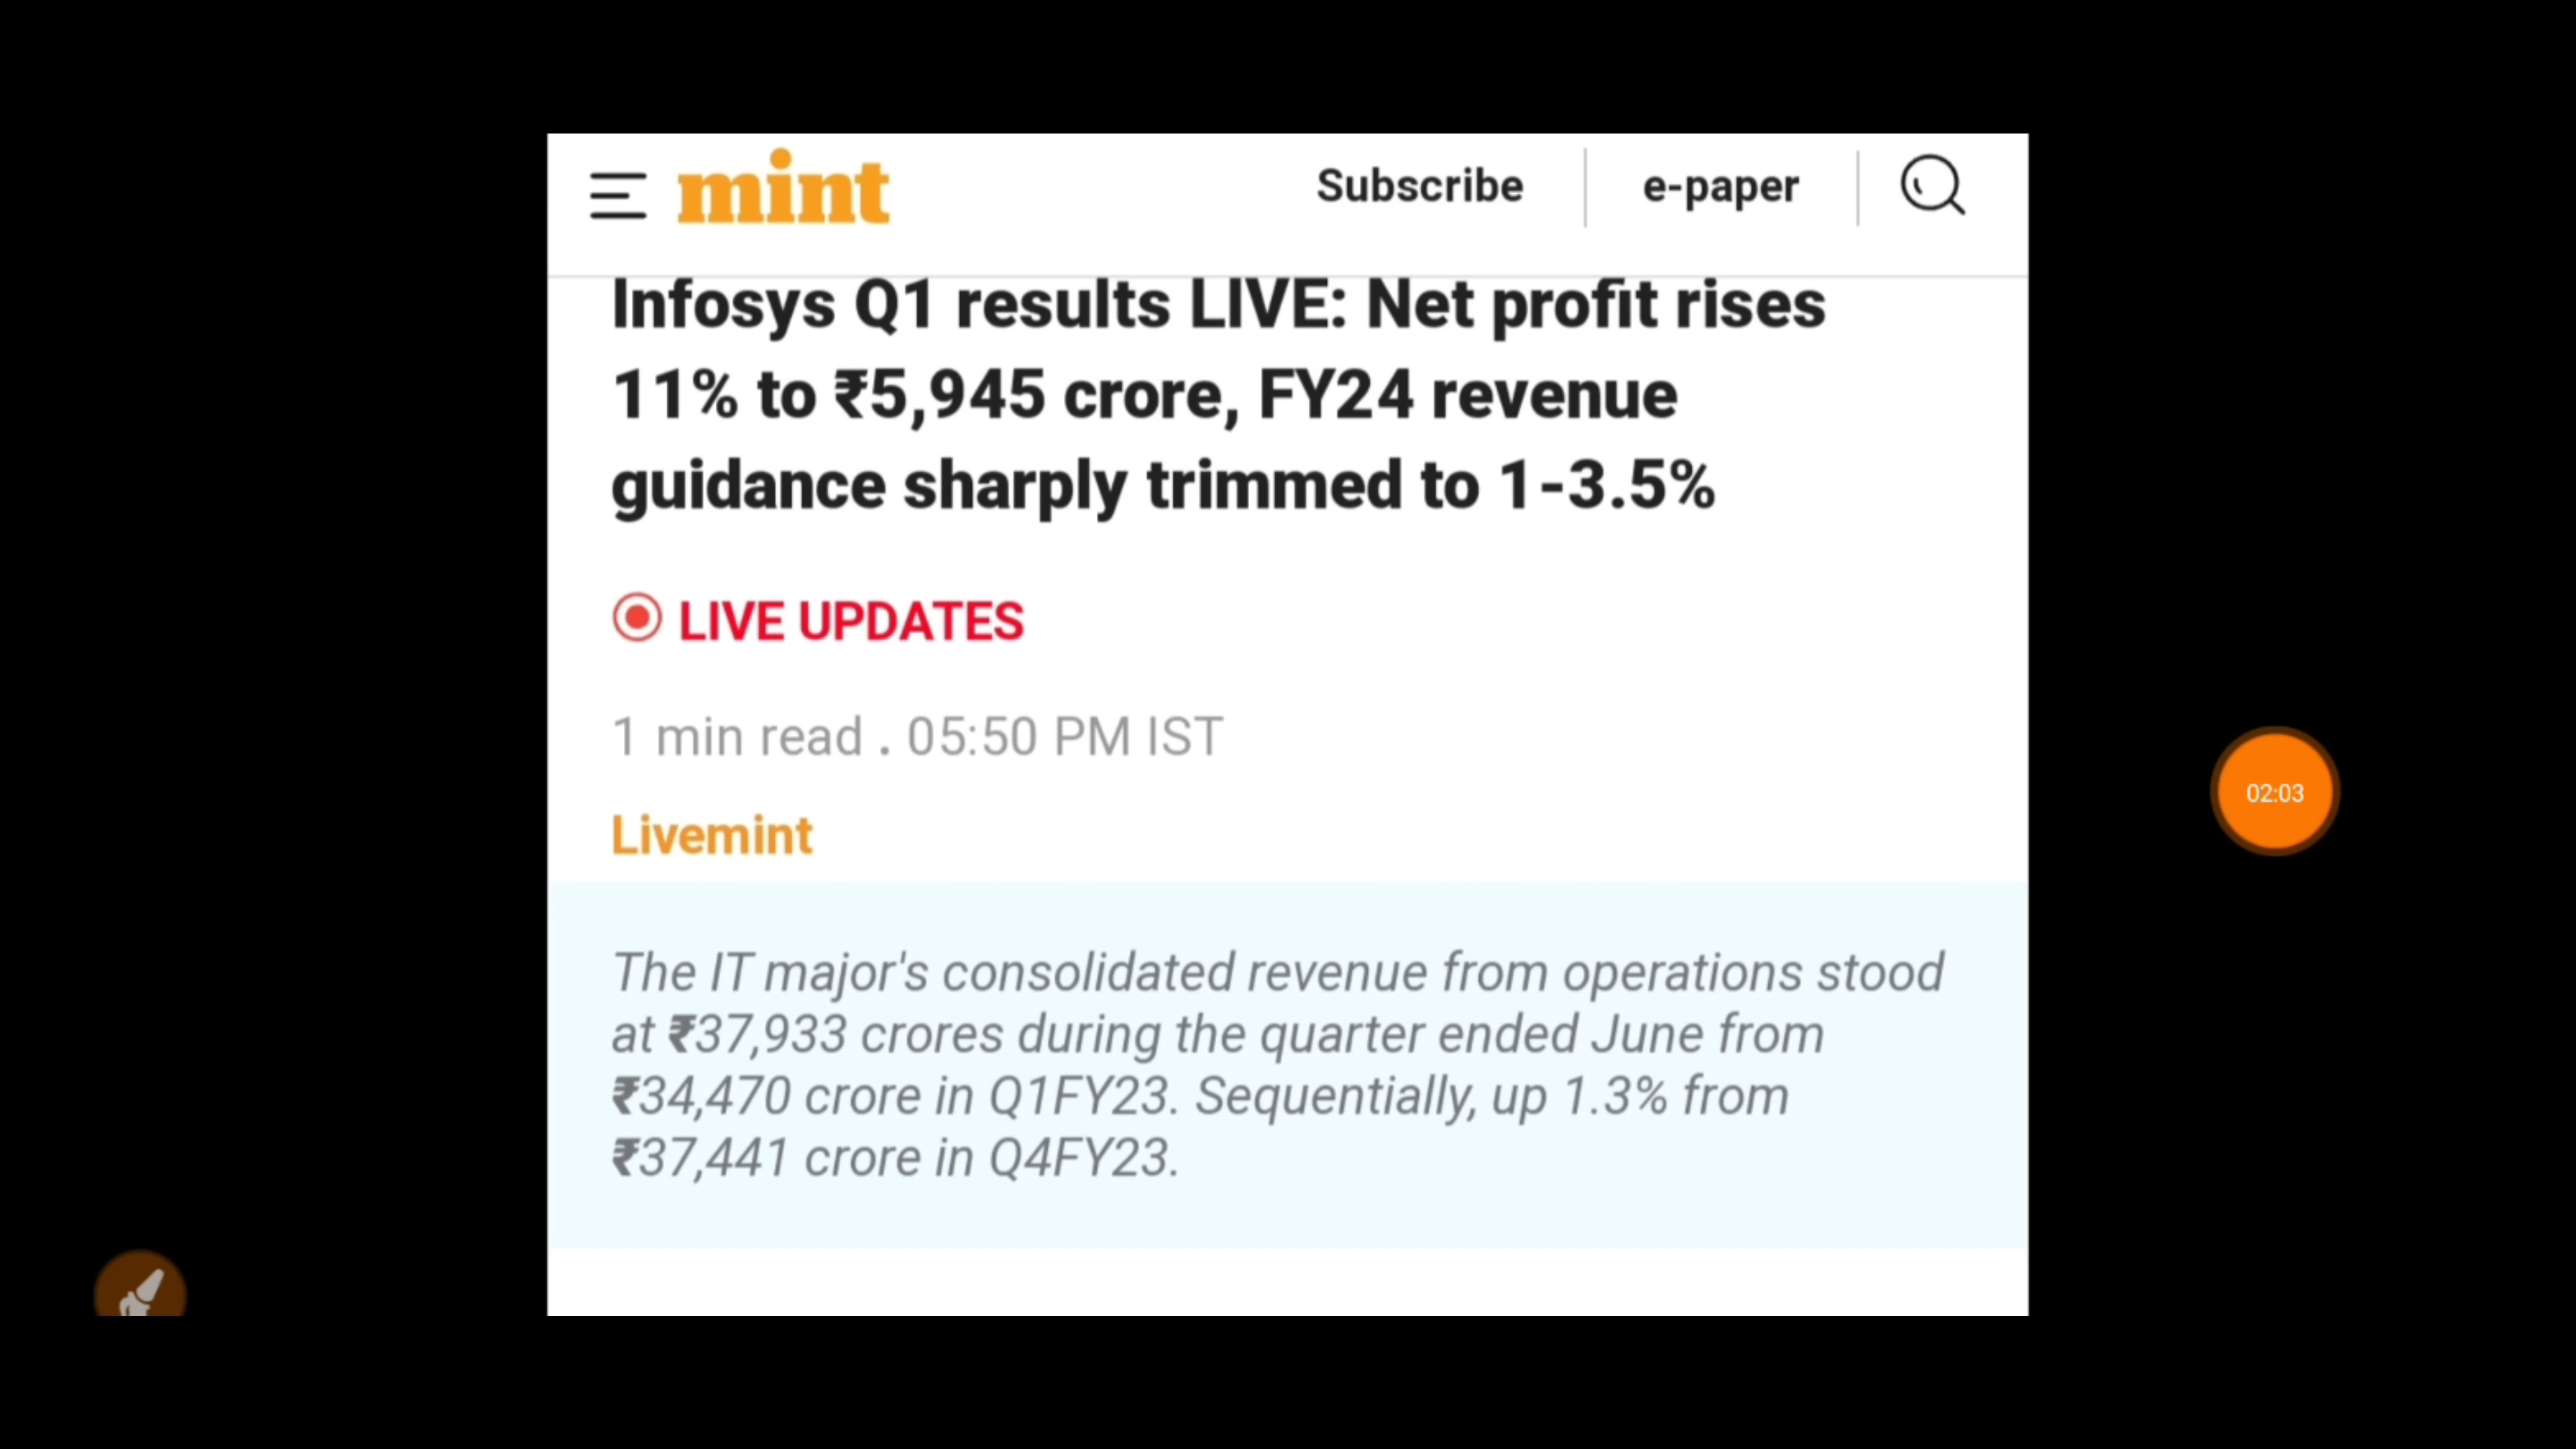 mint Subscribe e-paper
Infosys Q1 results LIVE: Net profit rises
11% to ₹5,945 crore, FY24 revenue
guidance sharply trimmed to 1-3.5%
LIVE UPDATES
1 min read . 05:50 PM IST
02:03
Livemint
The IT major's consolidated revenue from operations stood
at ₹37,933 crores during the quarter ended June from
₹34,470 crore in Q1FY23. Sequentially, up 1.3% from
₹37,441 crore in Q4FY23.